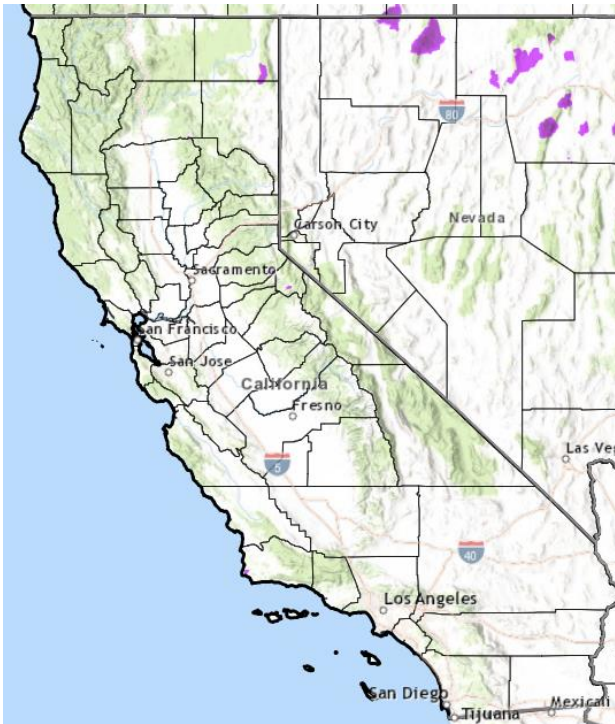 80
Carson City
Nevada
Sacramento
San Francisco
San Jose
California
Fresno
Las Ve
5
40
Los Angeles
San Diego
Tijuana
Mexicali